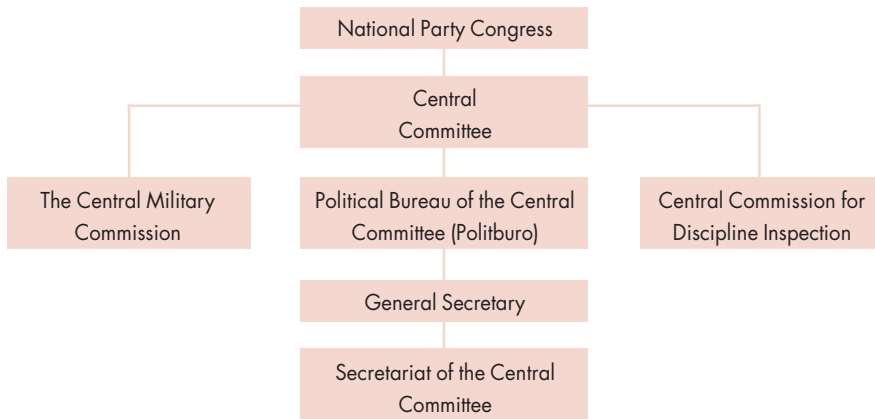 National Party Congress
Central
Committee
The Central Military
Commission
Political Bureau of the Central
Committee (Politburo)
Central Commission for
Discipline Inspection
General Secretary
Secretariat of the Central
Committee